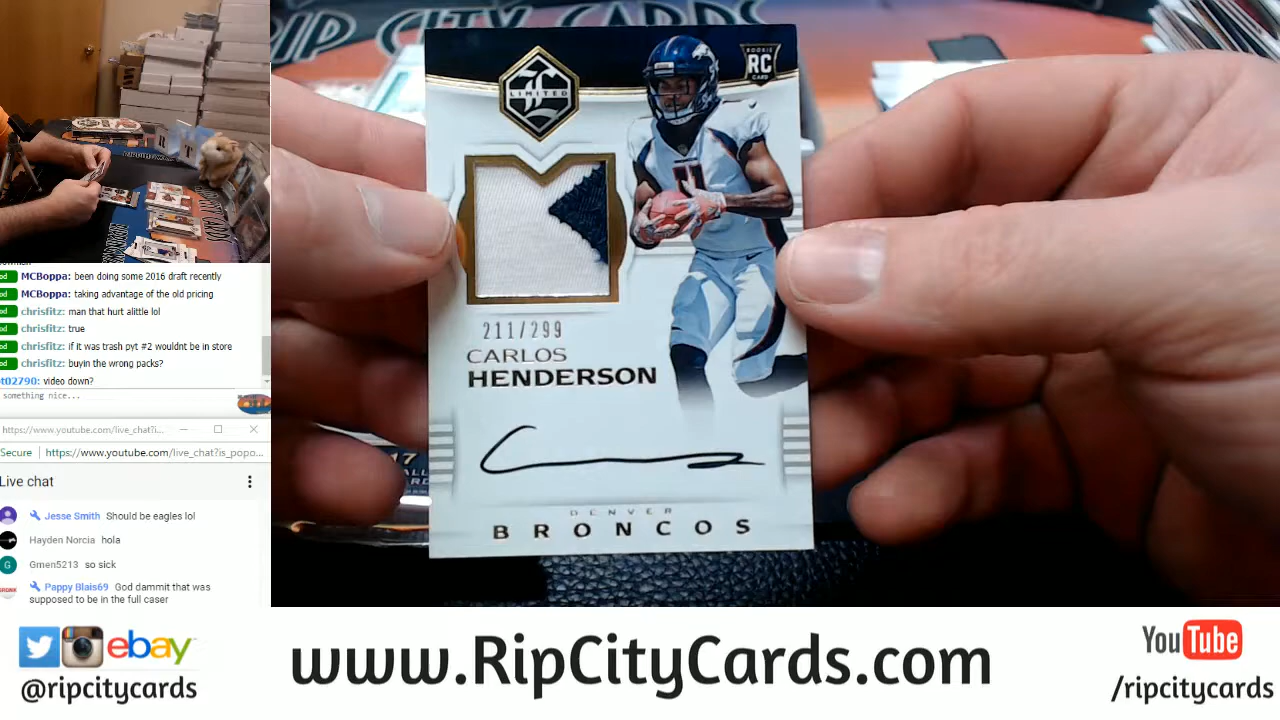 RIP CITY CARDS
LIMITED
ROOKIE
RC
CARD
211/299
CARLOS
HENDERSON
DENVER
BRONCOS
17
MCBoppa: been doing some 2016 draft recently
MCBoppa: taking advantage of the old pricing
chrisfitz: man that hurt alittle lol
chrisfitz: true
chrisfitz: if it was trash pyt #2 wouldnt be in store
chrisfitz: buyin the wrong packs?
t02790: video down?
something nice...
https://www.youtube.com/live_chat?i...
Secure https://www.youtube.com/live_chat?is_popo...
Live chat
Jesse Smith Should be eagles lol
Hayden Norcia hola
G Gmen5213 so sick
Pappy Blais69 God dammit that was
supposed to be in the full caser
ebay
@ripcitycards
www.RipCityCards.com
YouTube
/ripcitycards